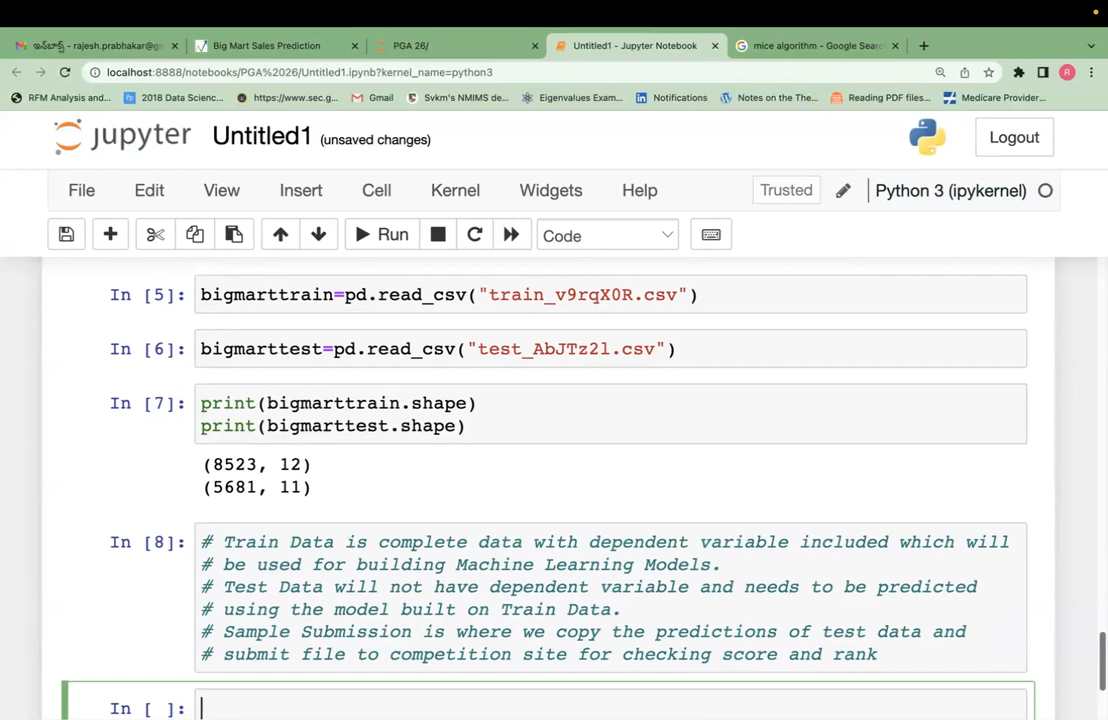 ఇన్‌బాక్స్ - rajesh.prabhakar@g
Big Mart Sales Prediction
PGA 26/
Untitled1 - Jupyter Notebook
mice algorithm - Google Sear
localhost:8888/notebooks/PGA%2026/Untitled1.ipynb?kernel_name=python3
RFM Analysis and...
2018 Data Scienc...
https://www.sec.g...
Gmail
Svkm's NMIMS de...
Eigenvalues Exam...
Notifications
Notes on the The...
Reading PDF files...
Medicare Provider...
jupyter Untitled1 (unsaved changes)
Logout
File Edit View Insert Cell Kernel Widgets Help
Trusted
Python 3 (ipykernel)
Run
Code
In [5]: bigmarttrain=pd.read_csv("train_v9rqX0R.csv")
In [6]: bigmarttest=pd.read_csv("test_AbJTz2l.csv")
In [7]: print(bigmarttrain.shape)
print(bigmarttest.shape)
(8523, 12)
(5681, 11)
In [8]: # Train Data is complete data with dependent variable included which will
# be used for building Machine Learning Models.
# Test Data will not have dependent variable and needs to be predicted
# using the model built on Train Data.
# Sample Submission is where we copy the predictions of test data and
# submit file to competition site for checking score and rank
In [ ]: